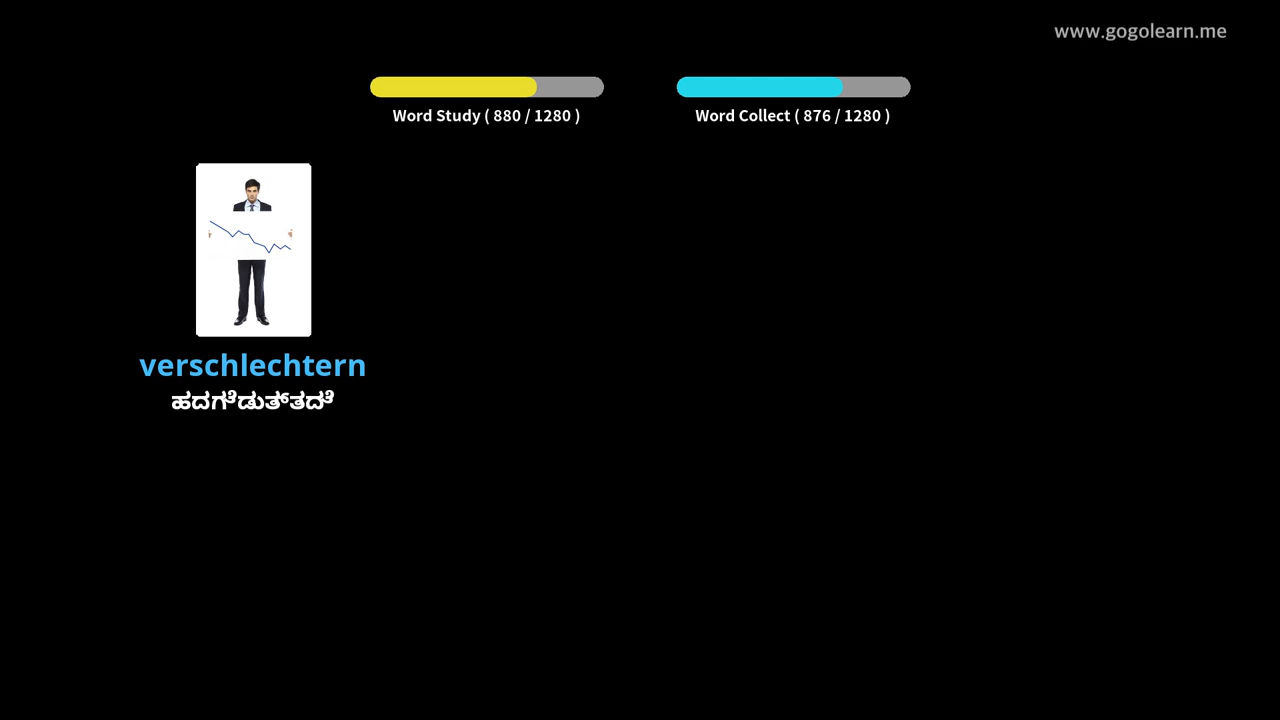 www.gogolearn.me
Word Study ( 880 / 1280 )
Word Collect ( 876 / 1280 )
verschlechtern
ಹದಗೆಡುತ್ತದೆ